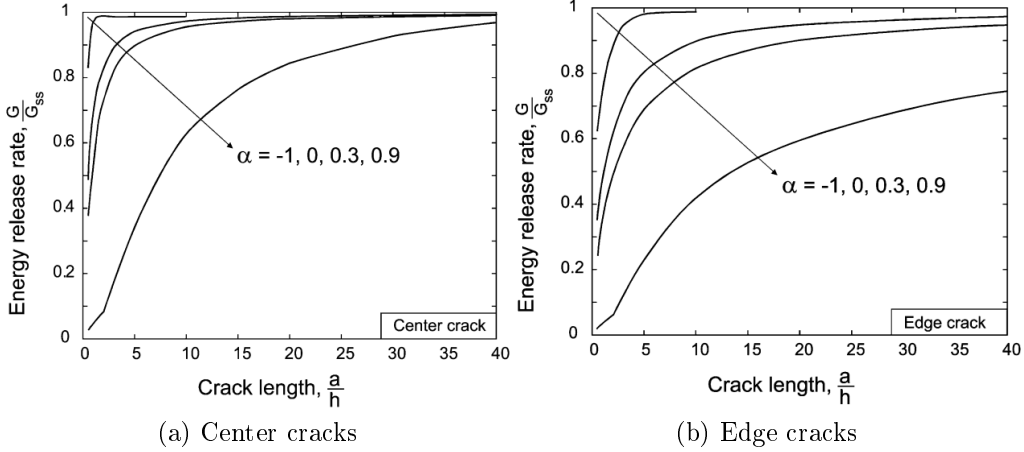 1
0.8
0.6
0.4
0.2
0
Energy release rate, G/Gss
α = -1, 0, 0.3, 0.9
Center crack
0 5 10 15 20 25 30 35 40
Crack length, a/h
(a) Center cracks
1
0.8
0.6
0.4
0.2
0
Energy release rate, G/Gss
α = -1, 0, 0.3, 0.9
Edge crack
0 5 10 15 20 25 30 35 40
Crack length, a/h
(b) Edge cracks